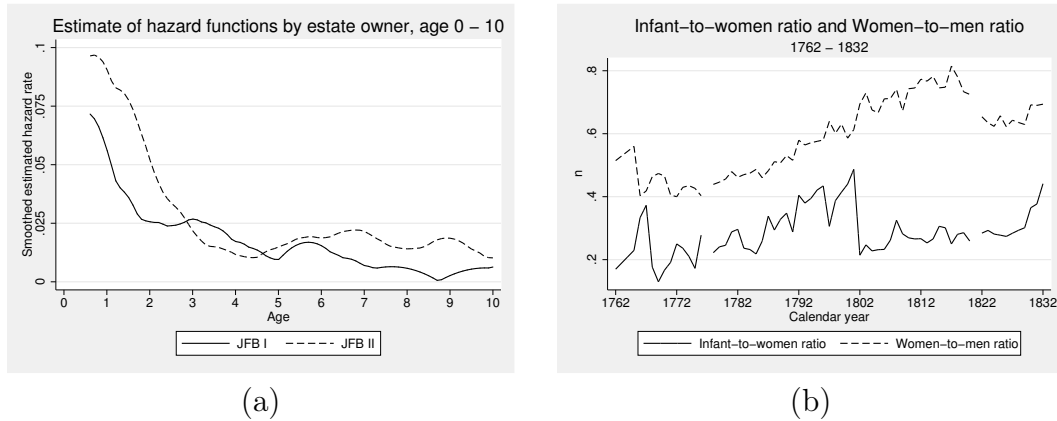 Estimate of hazard functions by estate owner, age 0 − 10
Smoothed estimated hazard rate
.1
.075
.05
.025
0
0 1 2 3 4 5 6 7 8 9 10
Age
JFB I JFB II
(a)
Infant−to−women ratio and Women−to−men ratio
1762 − 1832
n
.8
.6
.4
.2
1762 1772 1782 1792 1802 1812 1822 1832
Calendar year
Infant−to−women ratio Women−to−men ratio
(b)